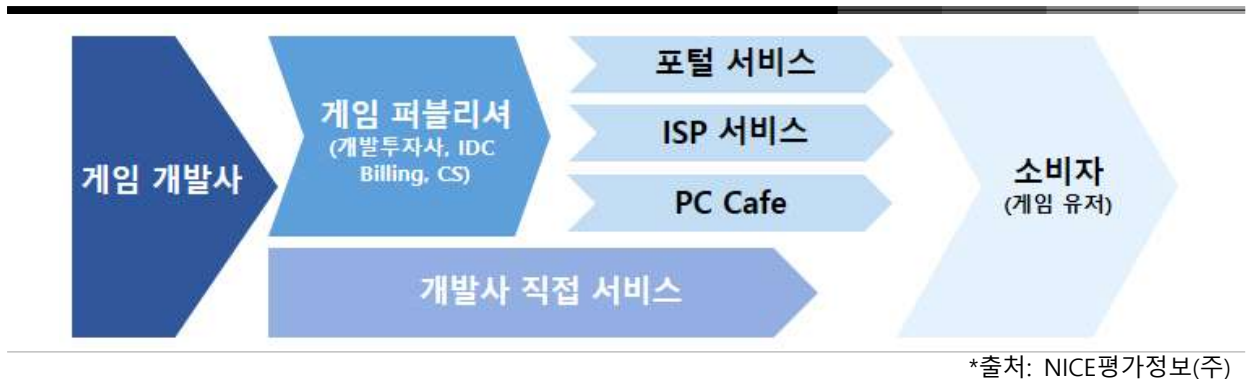 게임 개발사
게임 퍼블리셔
(개발투자사, IDC
Billing, CS)
포털 서비스
ISP 서비스
PC Cafe
개발사 직접 서비스
소비자
(게임 유저)
*출처: NICE평가정보(주)